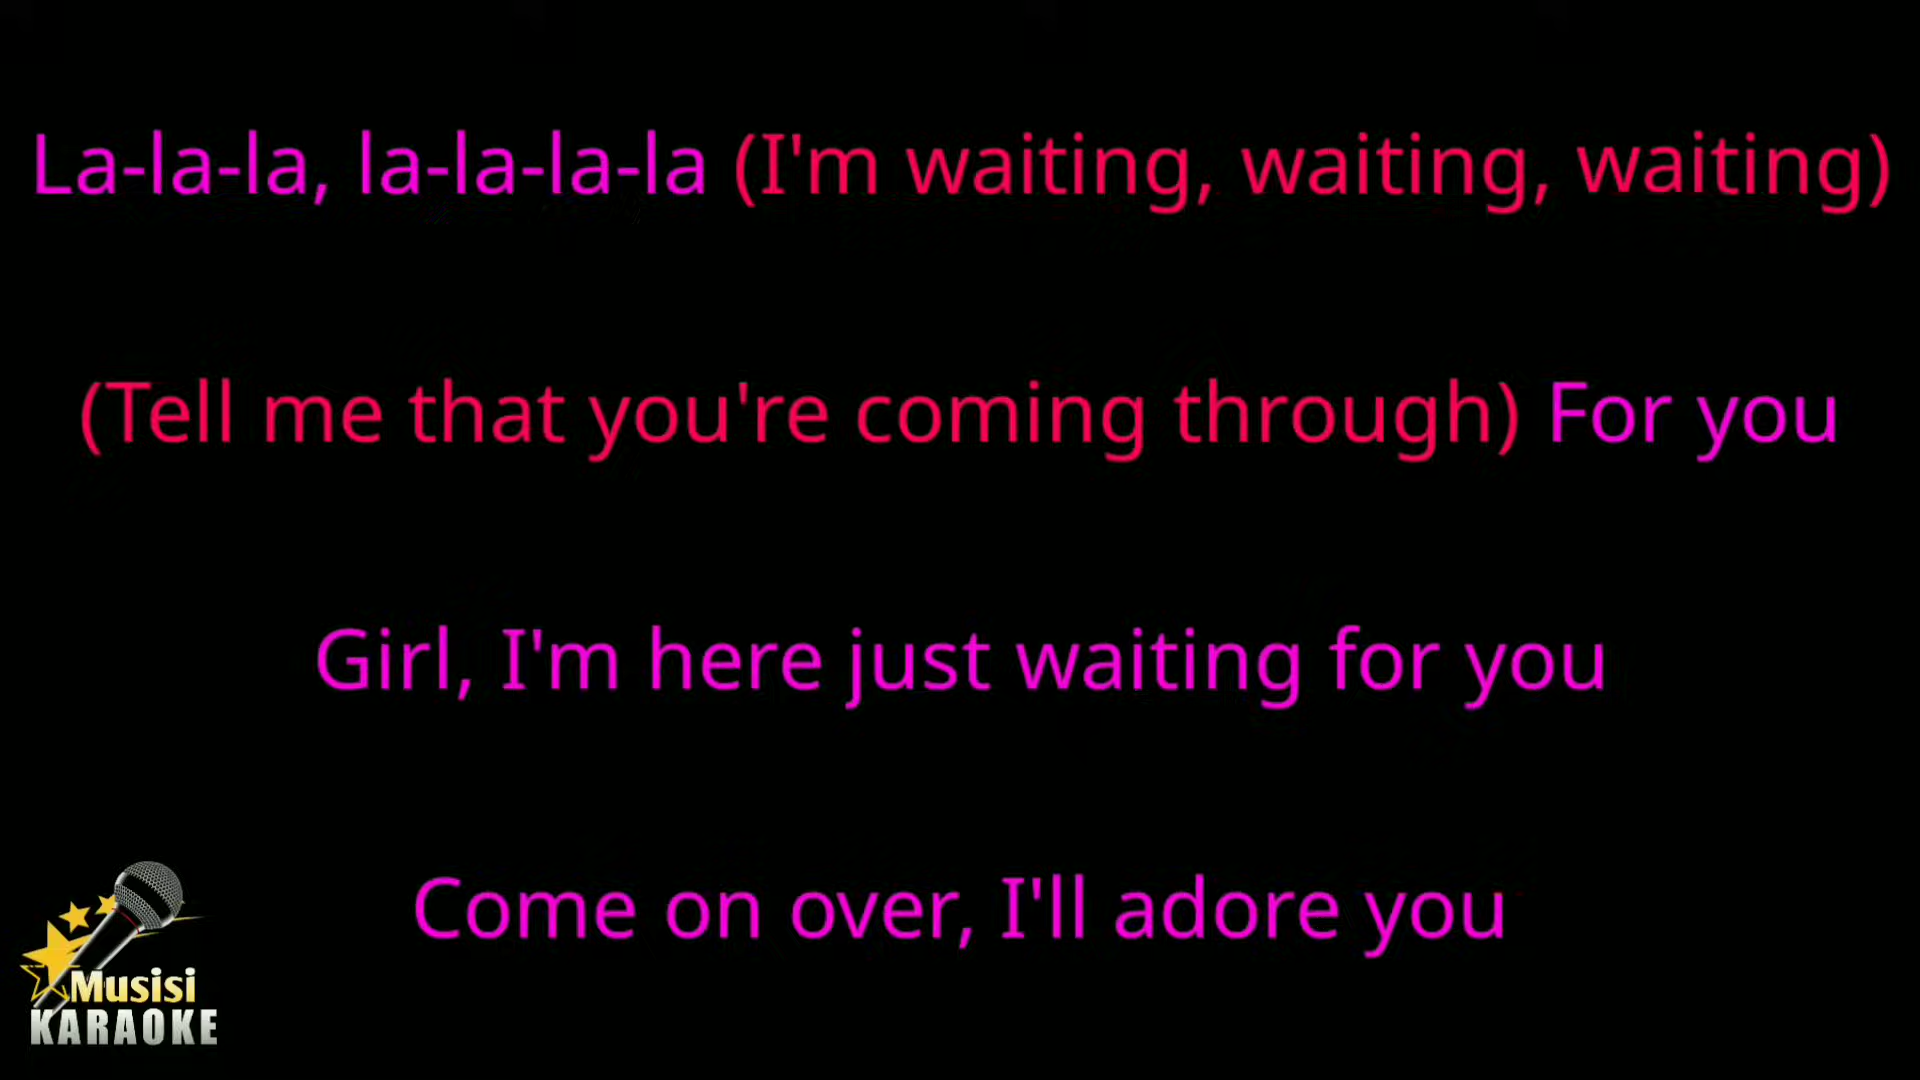 La-la-la, la-la-la-la (I'm waiting, waiting, waiting)
(Tell me that you're coming through) For you
Girl, I'm here just waiting for you
Come on over, I'll adore you
Musisi
KARAOKE